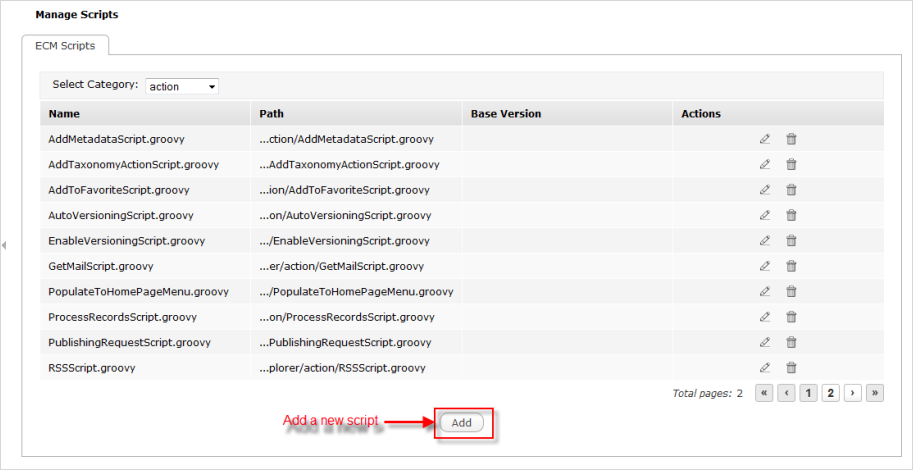 Manage Scripts
ECM Scripts
Select Category: action
Name Path Base Version Actions
AddMetadataScript.groovy ...ction/AddMetadataScript.groovy
AddTaxonomyActionScript.groovy ...AddTaxonomyActionScript.groovy
AddToFavoriteScript.groovy ...ion/AddToFavoriteScript.groovy
AutoVersioningScript.groovy ...on/AutoVersioningScript.groovy
EnableVersioningScript.groovy .../EnableVersioningScript.groovy
GetMailScript.groovy ...er/action/GetMailScript.groovy
PopulateToHomePageMenu.groovy .../PopulateToHomePageMenu.groovy
ProcessRecordsScript.groovy ...on/ProcessRecordsScript.groovy
PublishingRequestScript.groovy ...PublishingRequestScript.groovy
RSSScript.groovy ...plorer/action/RSSScript.groovy
Total pages: 2 « ‹ 1 2 › »
Add a new script Add